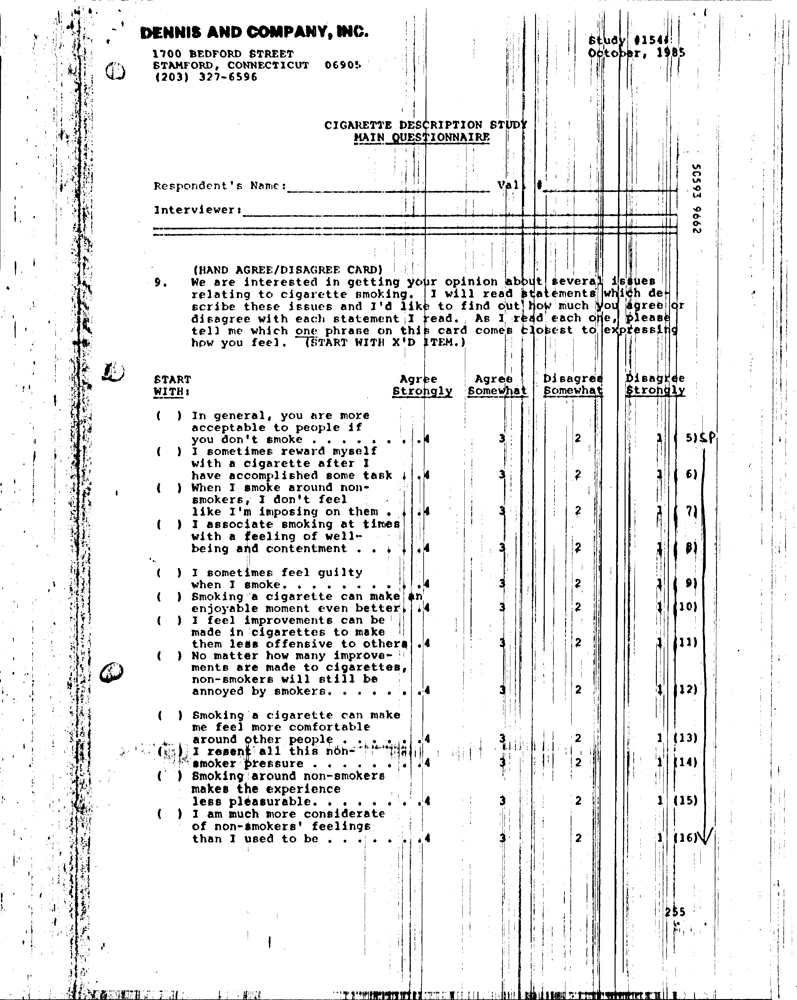 DENNIS AND COMPANY, INC.
1700 BEDFORD STREET
STAMFORD, CONNECTICUT 06905
(203) 327-6596
Study #1544
October, 1985
CIGARETTE DESCRIPTION STUDY
MAIN QUESTIONNAIRE
Respondent's Name: Val. #
Interviewer:
50593 9662
(HAND AGREE/DISAGREE CARD)
9. We are interested in getting your opinion about several issues
relating to cigarette smoking. I will read statements which de-
scribe these issues and I'd like to find out how much you agree or
disagree with each statement I read. As I read each one, please
tell me which one phrase on this card comes closest to expressing
how you feel. (START WITH X'D ITEM.)
START Agree Agree Disagree Disagree
WITH: Strongly Somewhat Somewhat Strongly
( ) In general, you are more
acceptable to people if
you don't smoke . . . . . . . .4 3 2 1 ( 5) SP
( ) I sometimes reward myself
with a cigarette after I
have accomplished some task . .4 3 2 1 ( 6)
( ) When I smoke around non-
smokers, I don't feel
like I'm imposing on them . . .4 3 2 1 ( 7)
( ) I associate smoking at times
with a feeling of well-
being and contentment . . . . .4 3 2 1 ( 8)
( ) I sometimes feel guilty
when I smoke. . . . . . . . . .4 3 2 1 ( 9)
( ) Smoking a cigarette can make an
enjoyable moment even better. .4 3 2 1 (10)
( ) I feel improvements can be
made in cigarettes to make
them less offensive to others .4 3 2 1 (11)
( ) No matter how many improve-
ments are made to cigarettes,
non-smokers will still be
annoyed by smokers. . . . . . .4 3 2 1 (12)
( ) Smoking a cigarette can make
me feel more comfortable
around other people . . . . . .4 3 2 1 (13)
( ) I resent all this non-
smoker pressure . . . . . . . .4 3 2 1 (14)
( ) Smoking around non-smokers
makes the experience
less pleasurable. . . . . . . .4 3 2 1 (15)
( ) I am much more considerate
of non-smokers' feelings
than I used to be . . . . . . .4 3 2 1 (16)
255